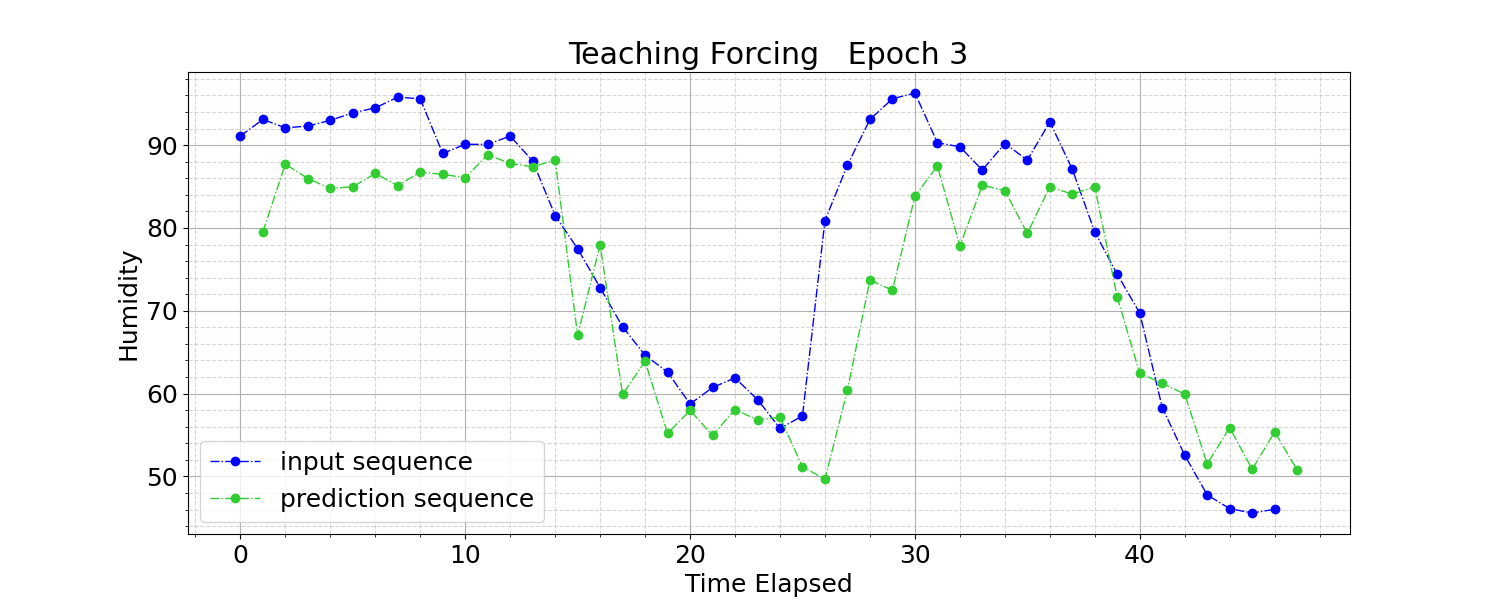 Teaching Forcing   Epoch 3
90
80
70
60
50
Humidity
input sequence
prediction sequence
0 10 20 30 40
Time Elapsed